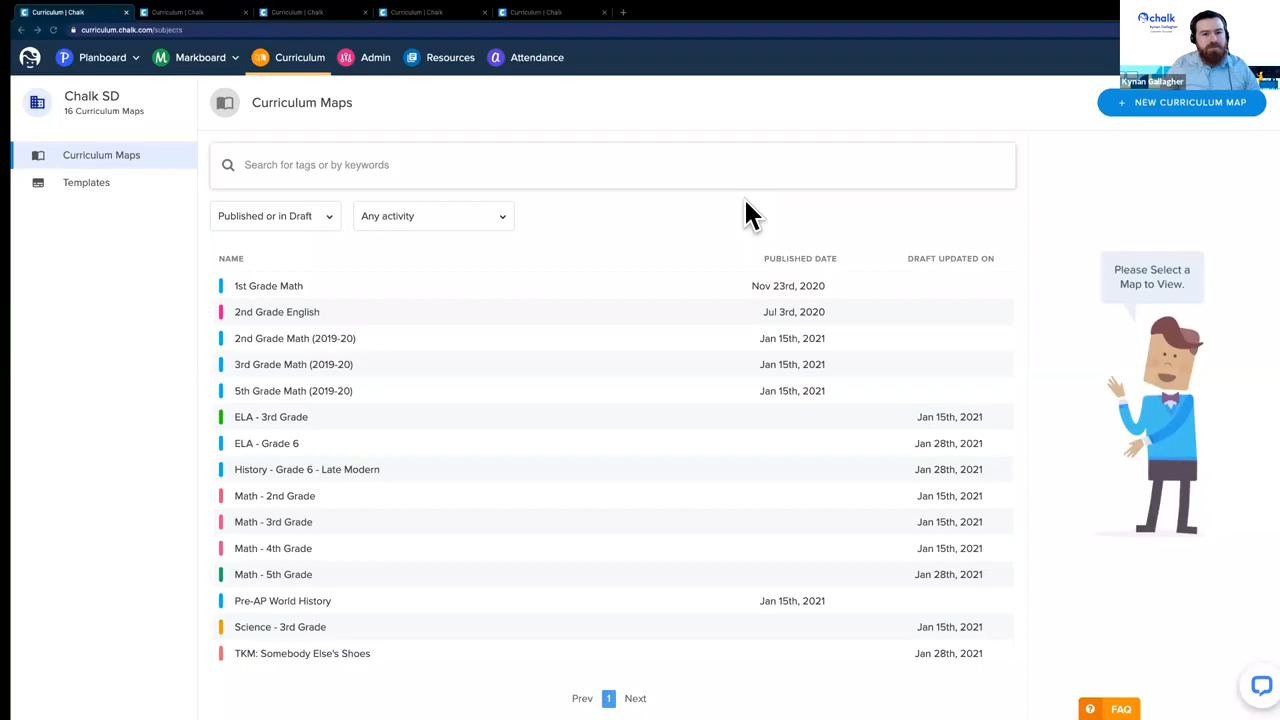 Curriculum | Chalk
Curriculum | Chalk
Curriculum | Chalk
Curriculum | Chalk
Curriculum | Chalk
curriculum.chalk.com/subjects
chalk
Kyrian Gallagher
Kyrian Gallagher
P Planboard
M Markboard
Curriculum
Admin
Resources
a Attendance
Chalk SD
16 Curriculum Maps
Curriculum Maps
+ NEW CURRICULUM MAP
Curriculum Maps
Templates
Search for tags or by keywords
Published or in Draft
Any activity
NAME PUBLISHED DATE DRAFT UPDATED ON
1st Grade Math Nov 23rd, 2020
2nd Grade English Jul 3rd, 2020
2nd Grade Math (2019-20) Jan 15th, 2021
3rd Grade Math (2019-20) Jan 15th, 2021
5th Grade Math (2019-20) Jan 15th, 2021
ELA - 3rd Grade Jan 15th, 2021
ELA - Grade 6 Jan 28th, 2021
History - Grade 6 - Late Modern Jan 28th, 2021
Math - 2nd Grade Jan 15th, 2021
Math - 3rd Grade Jan 15th, 2021
Math - 4th Grade Jan 15th, 2021
Math - 5th Grade Jan 28th, 2021
Pre-AP World History Jan 15th, 2021
Science - 3rd Grade Jan 15th, 2021
TKM: Somebody Else's Shoes Jan 28th, 2021
Prev 1 Next
Please Select a
Map to View.
? FAQ